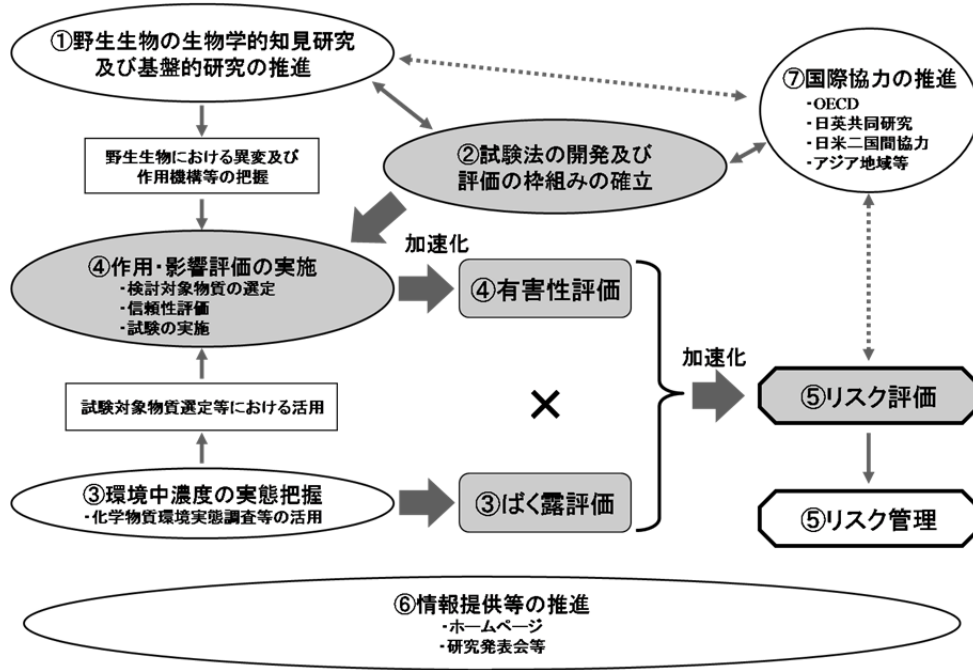 ①野生生物の生物学的知見研究
及び基盤的研究の推進
⑦国際協力の推進
・OECD
・日英共同研究
・日米二国間協力
・アジア地域等
野生生物における異変及び
作用機構等の把握
②試験法の開発及び
評価の枠組みの確立
加速化
④作用・影響評価の実施
・検討対象物質の選定
・信頼性評価
・試験の実施
④有害性評価
加速化
試験対象物質選定等における活用
×
⑤リスク評価
③環境中濃度の実態把握
・化学物質環境実態調査等の活用
③ばく露評価
⑤リスク管理
⑥情報提供等の推進
・ホームページ
・研究発表会等